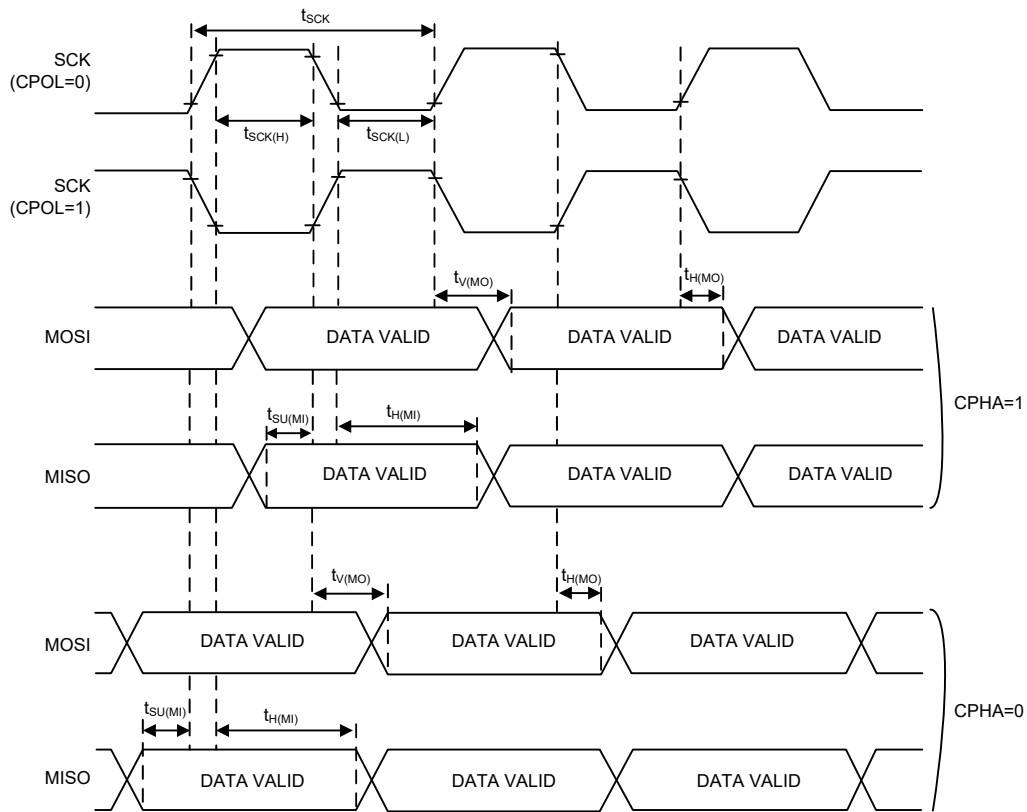 tSCK
SCK
(CPOL=0)
tSCK(H) tSCK(L)
SCK
(CPOL=1)
tV(MO) tH(MO)
MOSI DATA VALID DATA VALID DATA VALID
CPHA=1
tSU(MI) tH(MI)
MISO DATA VALID DATA VALID DATA VALID
tV(MO) tH(MO)
MOSI DATA VALID DATA VALID DATA VALID
CPHA=0
tSU(MI) tH(MI)
MISO DATA VALID DATA VALID DATA VALID